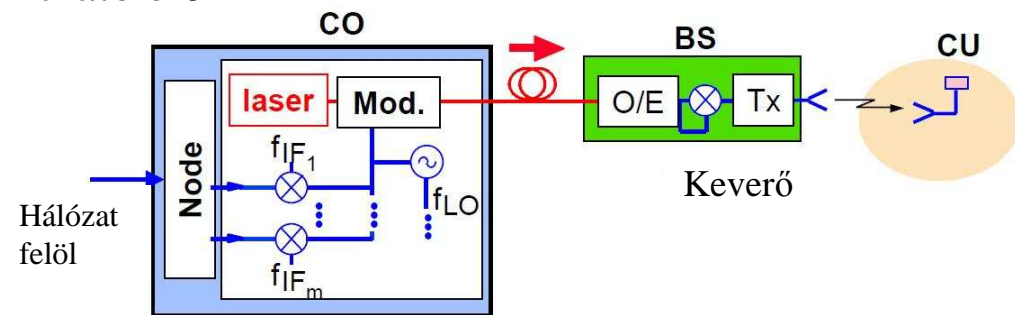 CO
BS
CU
laser
Mod.
O/E
Tx
Node
fIF1
fLO
Keverő
Hálózat
felöl
fIFm